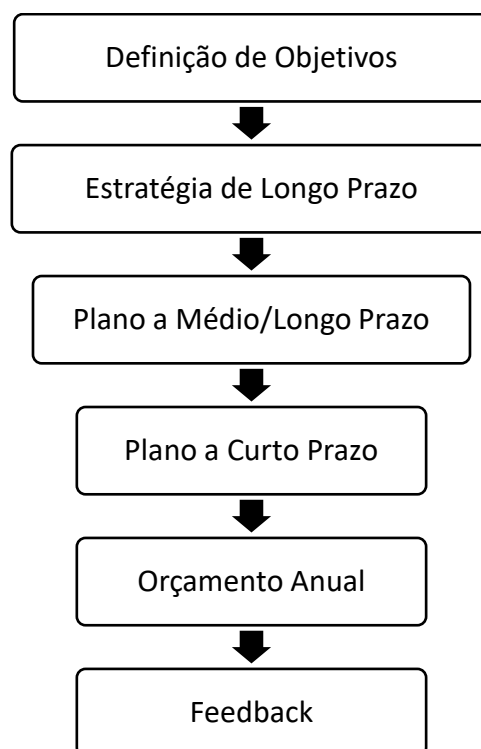 Definição de Objetivos
Estratégia de Longo Prazo
Plano a Médio/Longo Prazo
Plano a Curto Prazo
Orçamento Anual
Feedback